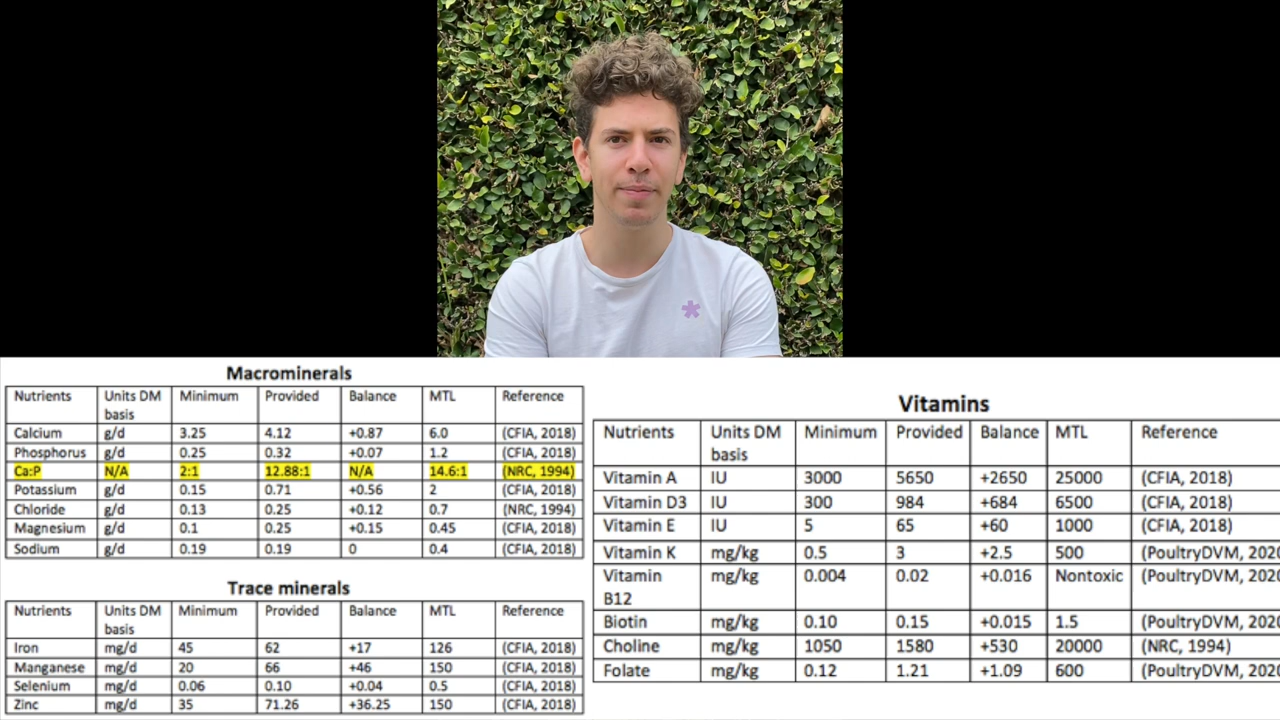 Macrominerals
Nutrients Units DM basis Minimum Provided Balance MTL Reference
Calcium g/d 3.25 4.12 +0.87 6.0 (CFIA, 2018)
Phosphorus g/d 0.25 0.32 +0.07 1.2 (CFIA, 2018)
Ca:P N/A 2:1 12.88:1 N/A 14.6:1 (NRC, 1994)
Potassium g/d 0.15 0.71 +0.56 2 (CFIA, 2018)
Chloride g/d 0.13 0.25 +0.12 0.7 (NRC, 1994)
Magnesium g/d 0.1 0.25 +0.15 0.45 (CFIA, 2018)
Sodium g/d 0.19 0.19 0 0.4 (CFIA, 2018)
Trace minerals
Nutrients Units DM basis Minimum Provided Balance MTL Reference
Iron mg/d 45 62 +17 126 (CFIA, 2018)
Manganese mg/d 20 66 +46 150 (CFIA, 2018)
Selenium mg/d 0.06 0.10 +0.04 0.5 (CFIA, 2018)
Zinc mg/d 35 71.26 +36.25 150 (CFIA, 2018)
Vitamins
Nutrients Units DM basis Minimum Provided Balance MTL Reference
Vitamin A IU 3000 5650 +2650 25000 (CFIA, 2018)
Vitamin D3 IU 300 984 +684 6500 (CFIA, 2018)
Vitamin E IU 5 65 +60 1000 (CFIA, 2018)
Vitamin K mg/kg 0.5 3 +2.5 500 (PoultryDVM, 2020
Vitamin B12 mg/kg 0.004 0.02 +0.016 Nontoxic (PoultryDVM, 2020
Biotin mg/kg 0.10 0.15 +0.015 1.5 (PoultryDVM, 2020
Choline mg/kg 1050 1580 +530 20000 (NRC, 1994)
Folate mg/kg 0.12 1.21 +1.09 600 (PoultryDVM, 2020